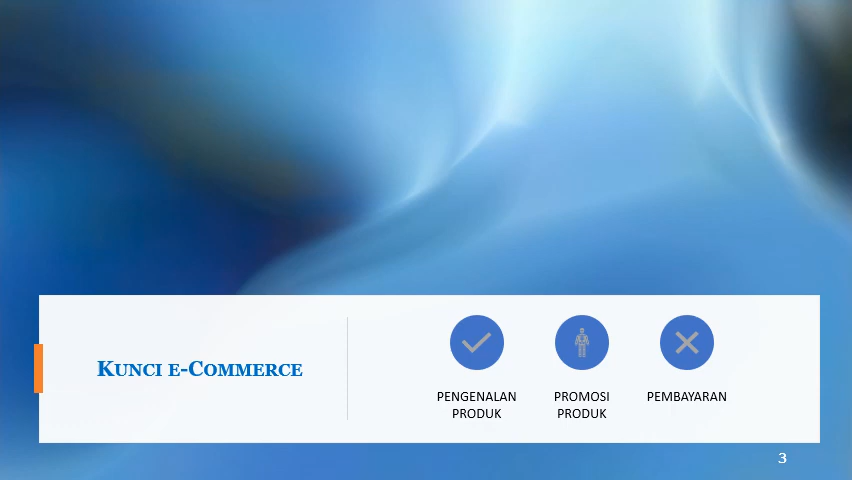 KUNCI E-COMMERCE
PENGENALAN
PRODUK
PROMOSI
PRODUK
PEMBAYARAN
3